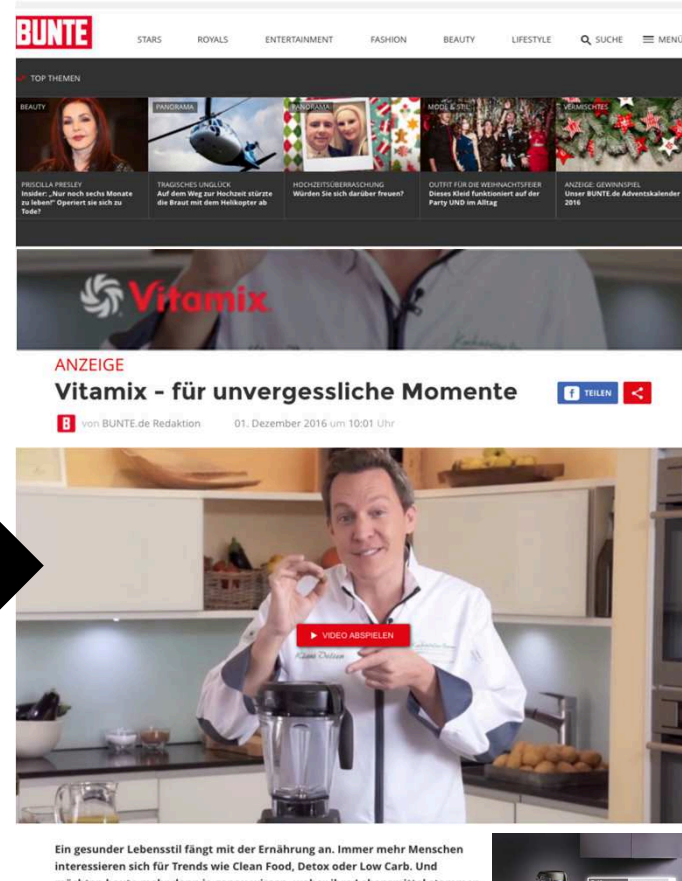 BUNTE
STARS ROYALS ENTERTAINMENT FASHION BEAUTY LIFESTYLE SUCHE MENÜ
TOP THEMEN
BEAUTY
PRISCILLA PRESLEY
Insider: „Nur noch sechs Monate
zu leben!" Operiert sie sich zu
Tode?
PANORAMA
TRAGISCHES UNGLÜCK
Auf dem Weg zur Hochzeit stürzte
die Braut mit dem Helikopter ab
PANORAMA
HOCHZEITSÜBERRASCHUNG
Würden Sie sich darüber freuen?
MODE & STIL
OUTFIT FÜR DIE WEIHNACHTSFEIER
Dieses Kleid funktioniert auf der
Party UND im Alltag
VERMISCHTES
ANZEIGE: GEWINNSPIEL
Unser BUNTE.de Adventskalender
2016
Vitamix
ANZEIGE
Vitamix – für unvergessliche Momente
f TEILEN
B von BUNTE.de Redaktion 01. Dezember 2016 um 10:01 Uhr
VIDEO ABSPIELEN
Ein gesunder Lebensstil fängt mit der Ernährung an. Immer mehr Menschen
interessieren sich für Trends wie Clean Food, Detox oder Low Carb. Und